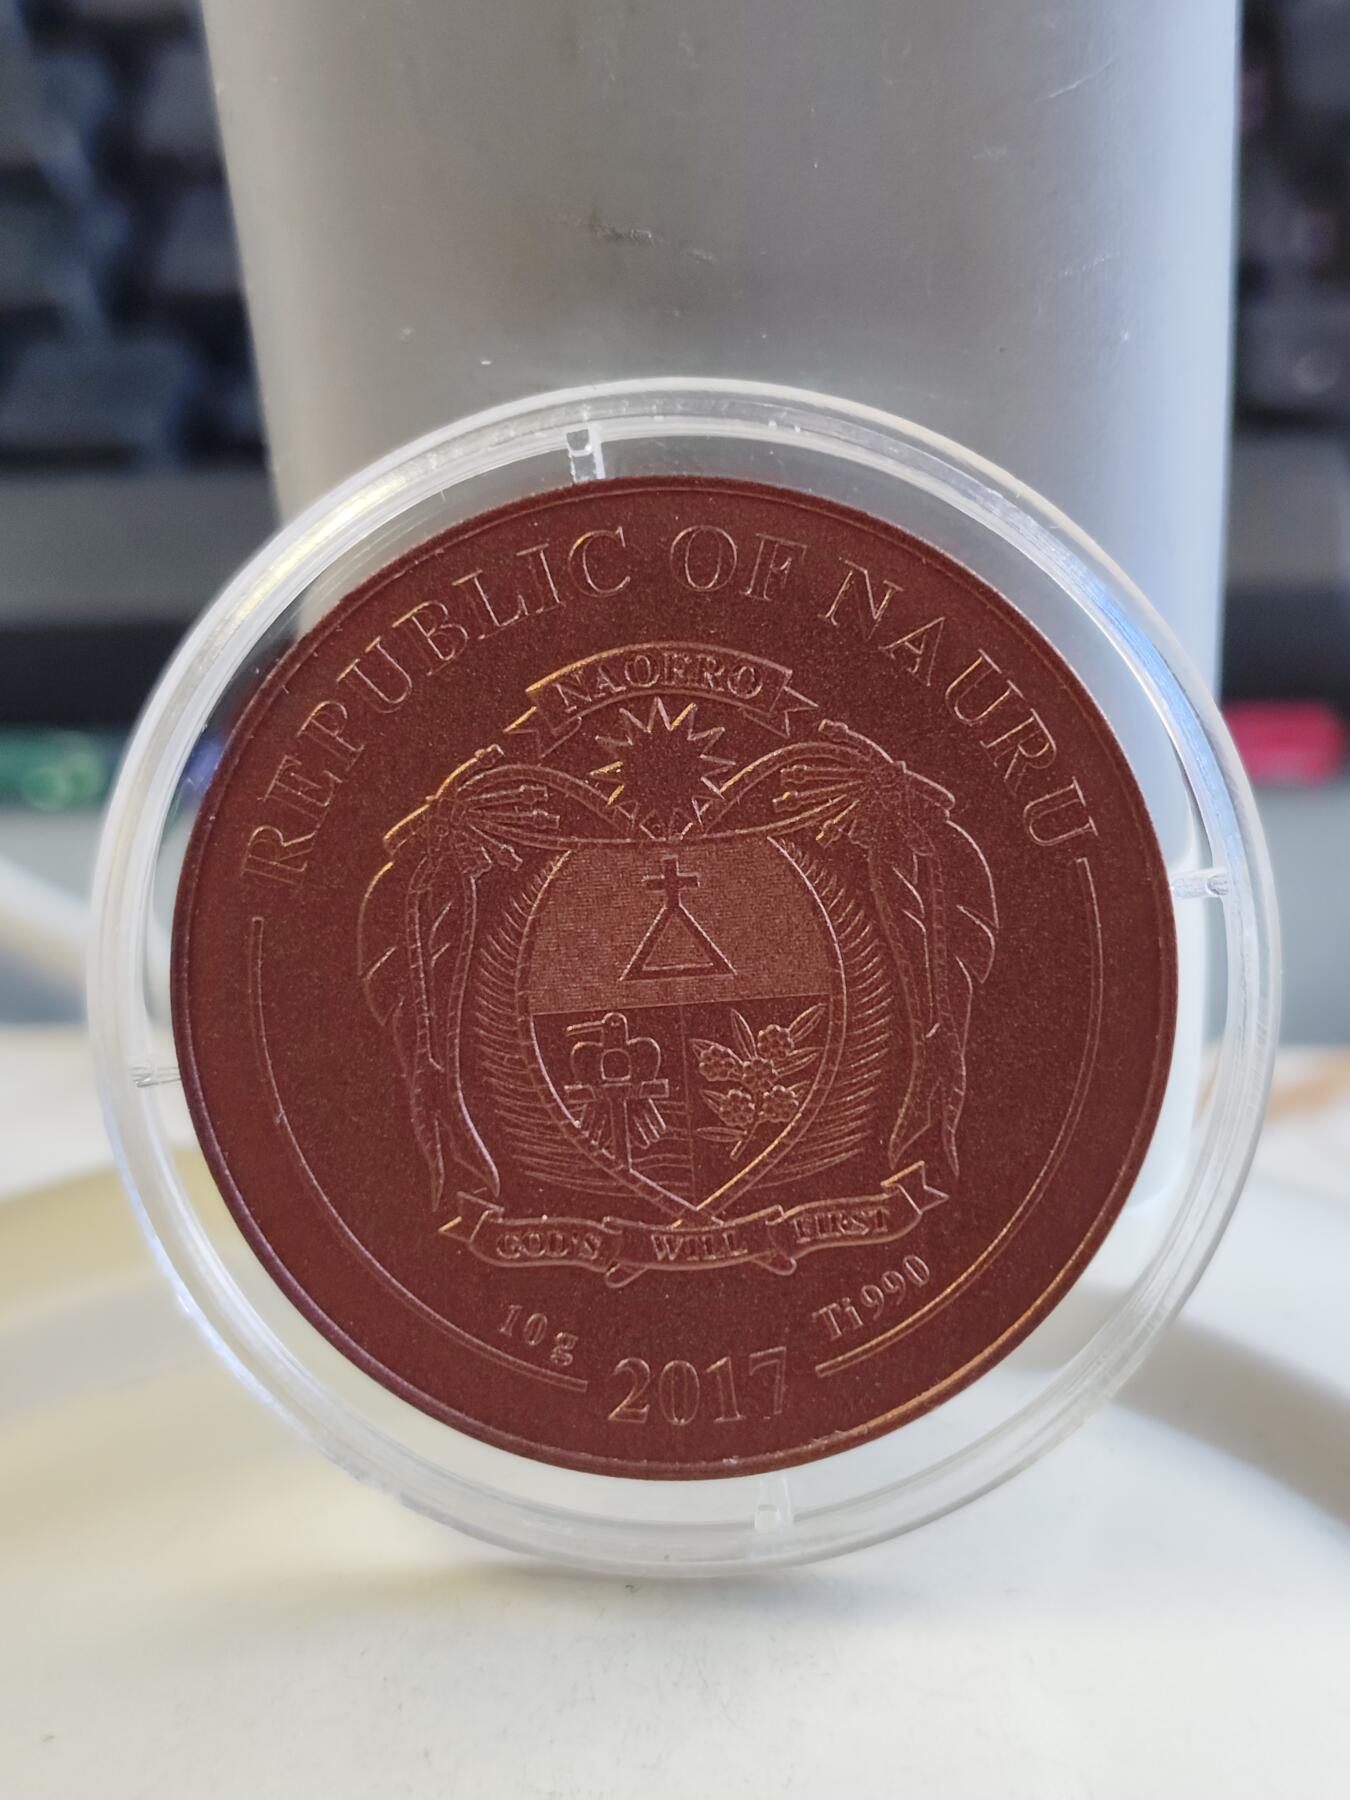 REPUBLIC OF NAURU
NAOERO
GOD'S WILL FIRST
10g
Ti990
2017